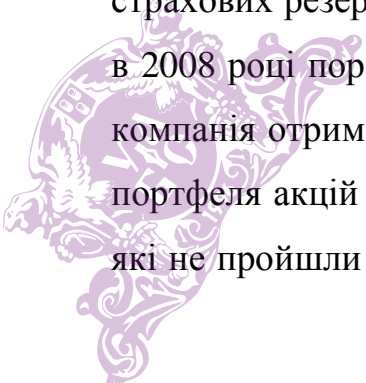 страхових резер
в 2008 році пор
компанія отрим
портфеля акцій
які не пройшли